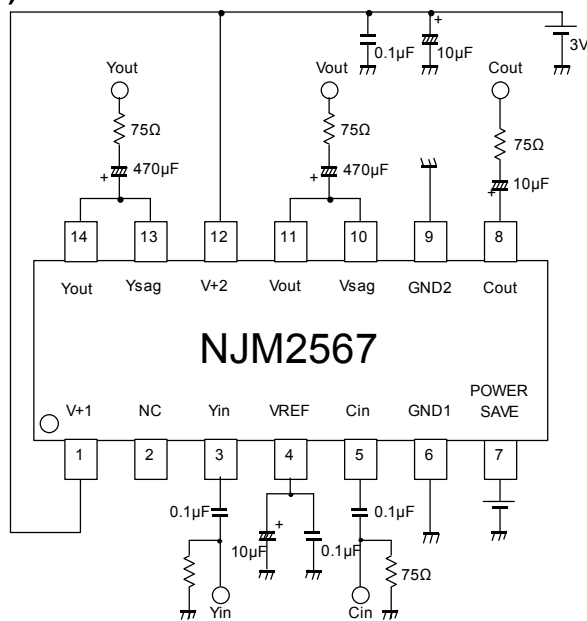 )
+
0.1µF
10µF
3V
Yout
Vout
Cout
75Ω
75Ω
75Ω
+
470µF
+
470µF
+
10µF
14
13
12
11
10
9
8
Yout
Ysag
V+2
Vout
Vsag
GND2
Cout
NJM2567
V+1
NC
Yin
VREF
Cin
GND1
POWER
SAVE
1
2
3
4
5
6
7
0.1µF
+
10µF
0.1µF
0.1µF
75Ω
Yin
Cin